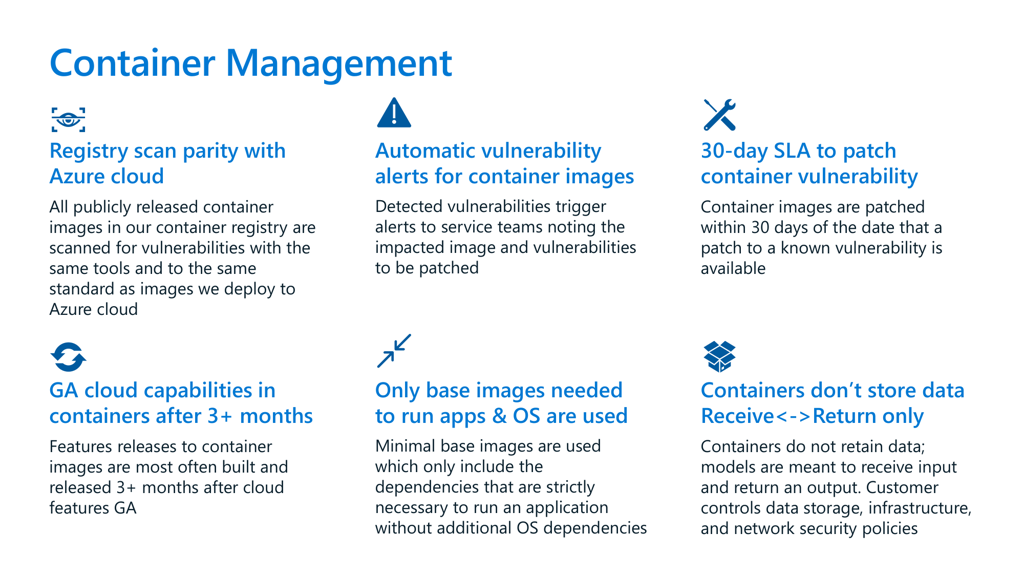 Container Management
Registry scan parity with
Azure cloud
All publicly released container
images in our container registry are
scanned for vulnerabilities with the
same tools and to the same
standard as images we deploy to
Azure cloud
Automatic vulnerability
alerts for container images
Detected vulnerabilities trigger
alerts to service teams noting the
impacted image and vulnerabilities
to be patched
30-day SLA to patch
container vulnerability
Container images are patched
within 30 days of the date that a
patch to a known vulnerability is
available
GA cloud capabilities in
containers after 3+ months
Features releases to container
images are most often built and
released 3+ months after cloud
features GA
Only base images needed
to run apps & OS are used
Minimal base images are used
which only include the
dependencies that are strictly
necessary to run an application
without additional OS dependencies
Containers don’t store data
Receive<->Return only
Containers do not retain data;
models are meant to receive input
and return an output. Customer
controls data storage, infrastructure,
and network security policies